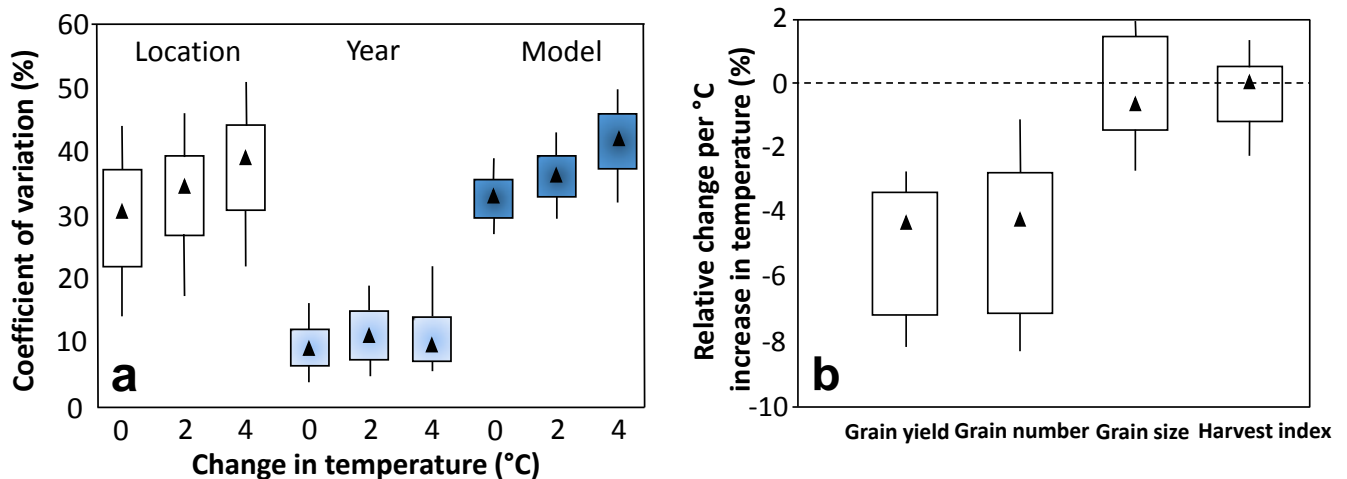 60
50
40
30
20
10
0
Coefficient of variation (%)
Location Year Model
a
0 2 4 0 2 4 0 2 4
Change in temperature (°C)
2
0
-2
-4
-6
-8
-10
Relative change per °C
increase in temperature (%)
b
Grain yield Grain number Grain size Harvest index